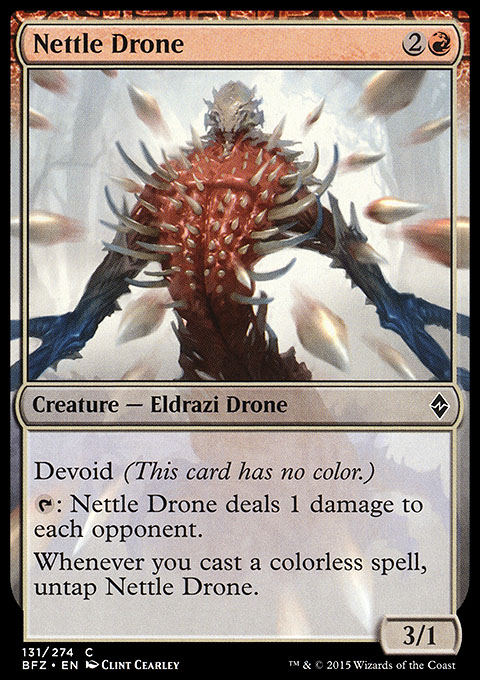 Nettle Drone 2
Creature — Eldrazi Drone
Devoid (This card has no color.)
: Nettle Drone deals 1 damage to
each opponent.
Whenever you cast a colorless spell,
untap Nettle Drone.
3/1
131/274 C
BFZ • EN Clint Cearley
™ & © 2015 Wizards of the Coast